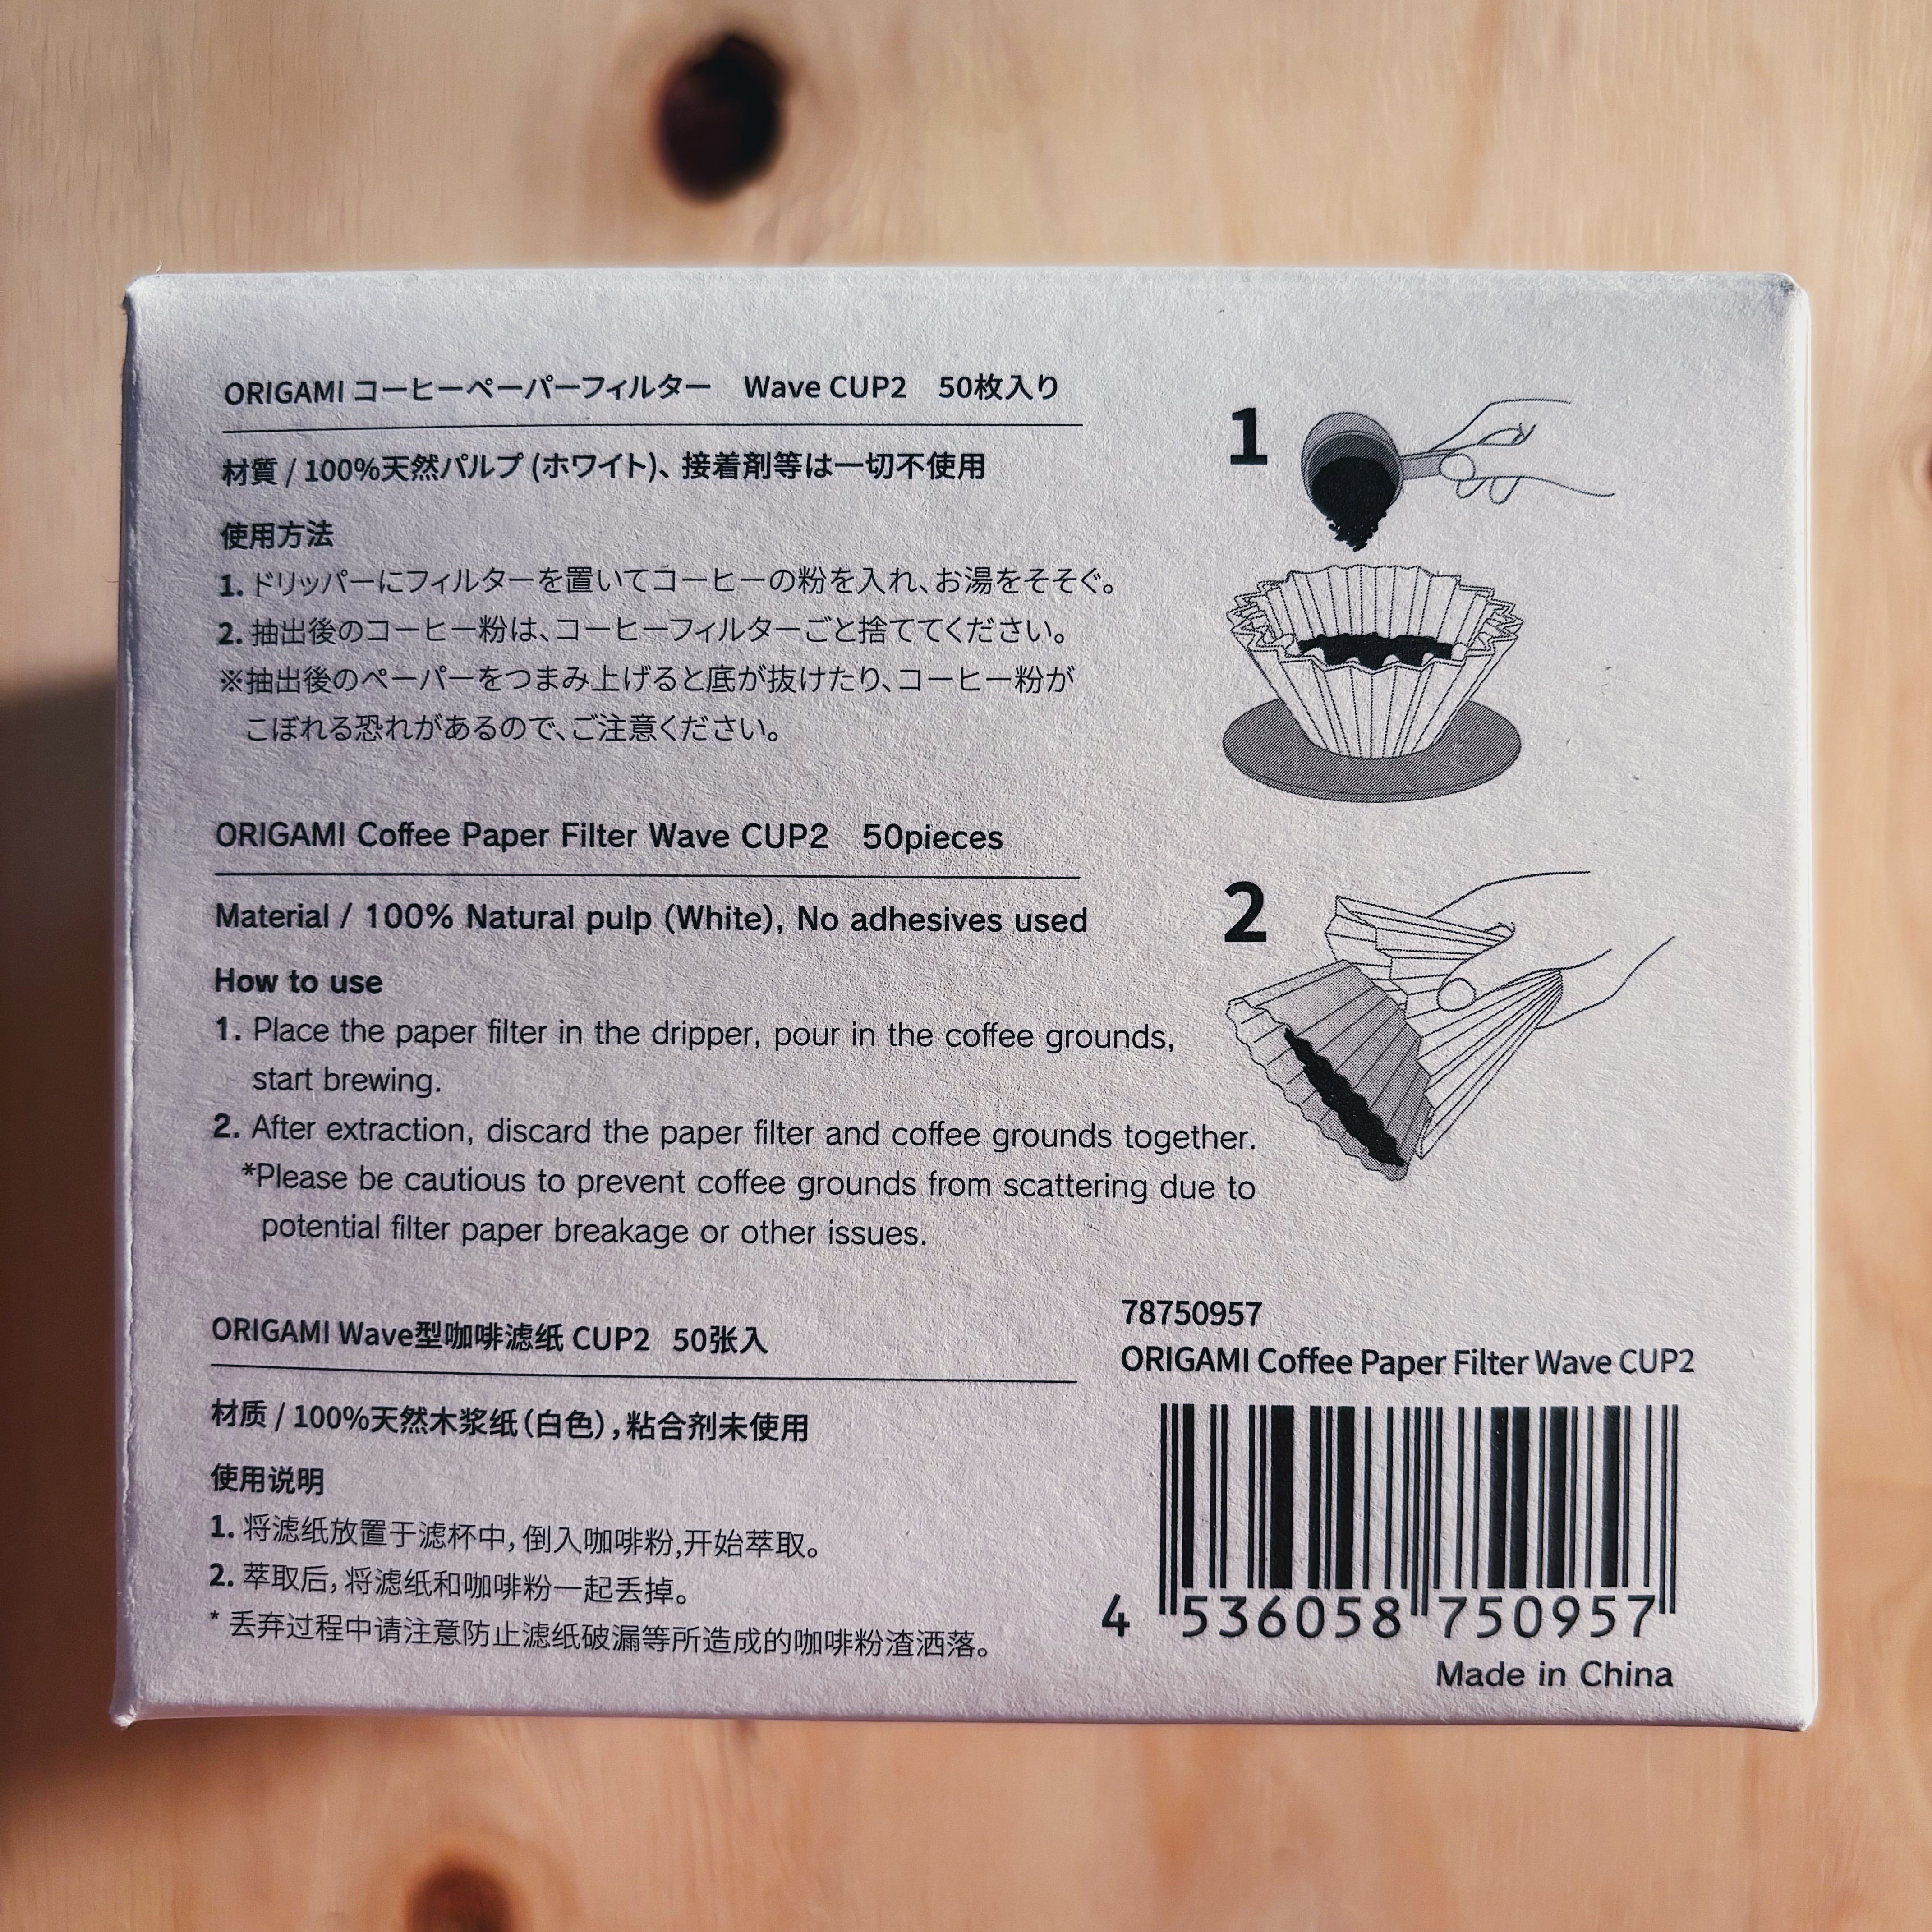 ORIGAMI コーヒーペーパーフィルター Wave CUP2 50枚入り
材質 / 100%天然パルプ (ホワイト)、接着剤等は一切不使用
使用方法
1. ドリッパーにフィルターを置いてコーヒーの粉を入れ、お湯をそそぐ。
2. 抽出後のコーヒー粉は、コーヒーフィルターごと捨ててください。
※抽出後のペーパーをつまみ上げると底が抜けたり、コーヒー粉が
こぼれる恐れがあるので、ご注意ください。
1
ORIGAMI Coffee Paper Filter Wave CUP2 50pieces
Material / 100% Natural pulp (White), No adhesives used
How to use
1. Place the paper filter in the dripper, pour in the coffee grounds,
start brewing.
2. After extraction, discard the paper filter and coffee grounds together.
*Please be cautious to prevent coffee grounds from scattering due to
potential filter paper breakage or other issues.
2
ORIGAMI Wave型咖啡滤纸 CUP2 50张入
材质 / 100%天然木浆纸（白色）, 粘合剂未使用
使用说明
1. 将滤纸放置于滤杯中, 倒入咖啡粉,开始萃取。
2. 萃取后, 将滤纸和咖啡粉一起丢掉。
* 丢弃过程中请注意防止滤纸破漏等所造成的咖啡粉渣洒落。
78750957
ORIGAMI Coffee Paper Filter Wave CUP2
4 536058 750957
Made in China